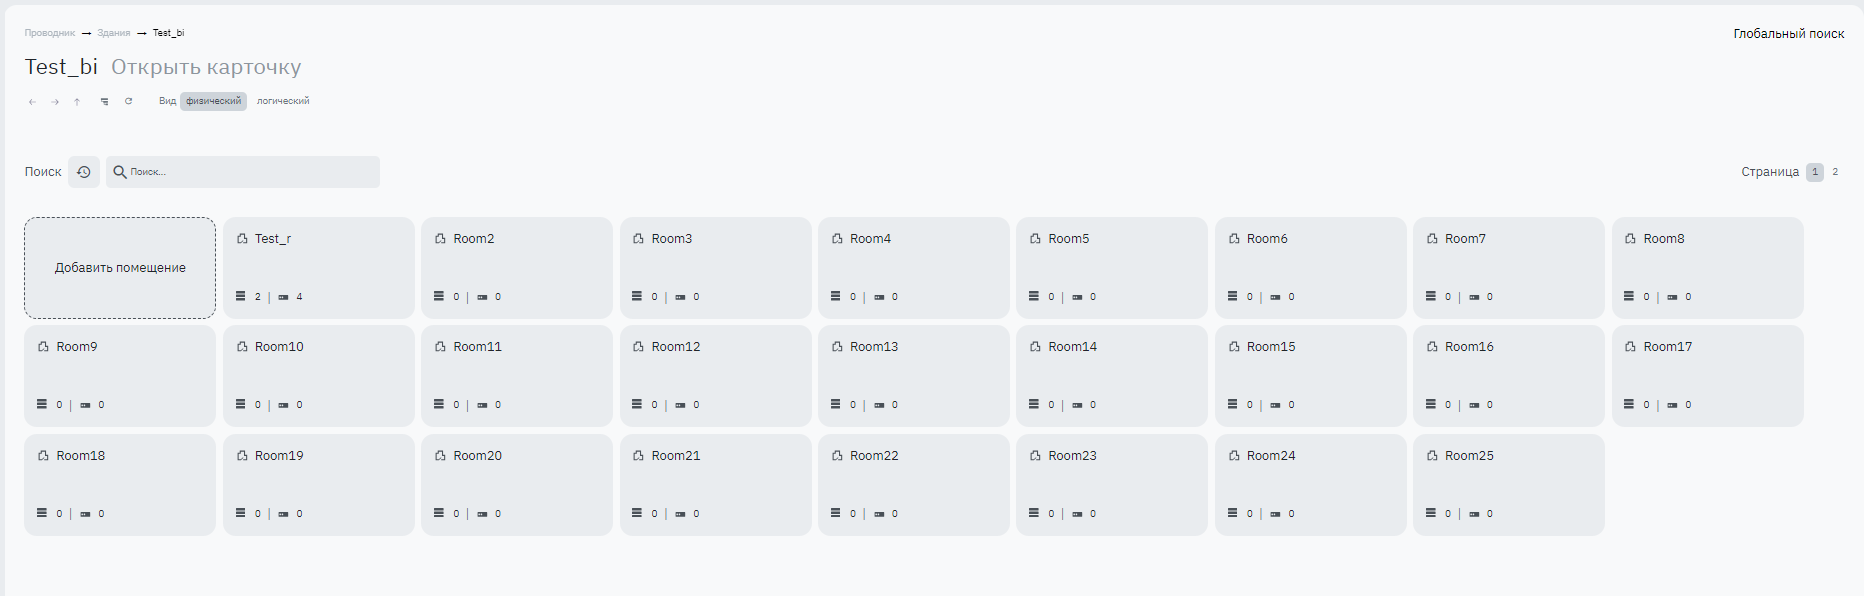 Проводник → Здания → Test_bi
Глобальный поиск
Test_bi Открыть карточку
Вид физический логический
Поиск Поиск...
Страница 1 2
Добавить помещение
Test_r
2 | 4
Room2
0 | 0
Room3
0 | 0
Room4
0 | 0
Room5
0 | 0
Room6
0 | 0
Room7
0 | 0
Room8
0 | 0
Room9
0 | 0
Room10
0 | 0
Room11
0 | 0
Room12
0 | 0
Room13
0 | 0
Room14
0 | 0
Room15
0 | 0
Room16
0 | 0
Room17
0 | 0
Room18
0 | 0
Room19
0 | 0
Room20
0 | 0
Room21
0 | 0
Room22
0 | 0
Room23
0 | 0
Room24
0 | 0
Room25
0 | 0